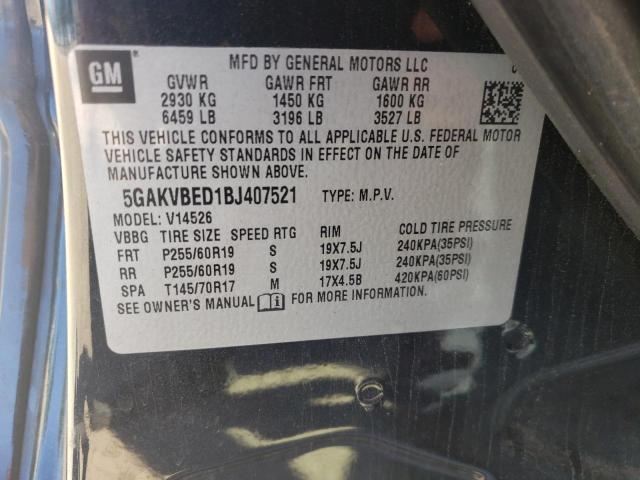 GM
MFD BY GENERAL MOTORS LLC
GVWR GAWR FRT GAWR RR
2930 KG 1450 KG 1600 KG
6459 LB 3196 LB 3527 LB
THIS VEHICLE CONFORMS TO ALL APPLICABLE U.S. FEDERAL MOTOR
VEHICLE SAFETY STANDARDS IN EFFECT ON THE DATE OF
MANUFACTURE SHOWN ABOVE.
5GAKVBED1BJ407521 TYPE: M.P.V.
MODEL: V14526
VBBG TIRE SIZE SPEED RTG RIM COLD TIRE PRESSURE
FRT P255/60R19 S 19X7.5J 240KPA(35PSI)
RR P255/60R19 S 19X7.5J 240KPA(35PSI)
SPA T145/70R17 M 17X4.5B 420KPA(60PSI)
SEE OWNER'S MANUAL FOR MORE INFORMATION.